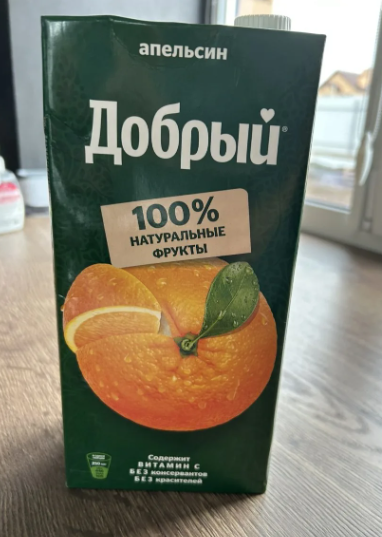 апельсин
Добрый®
100%
НАТУРАЛЬНЫЕ
ФРУКТЫ
Содержит
ВИТАМИН С
БЕЗ консервантов
БЕЗ красителей